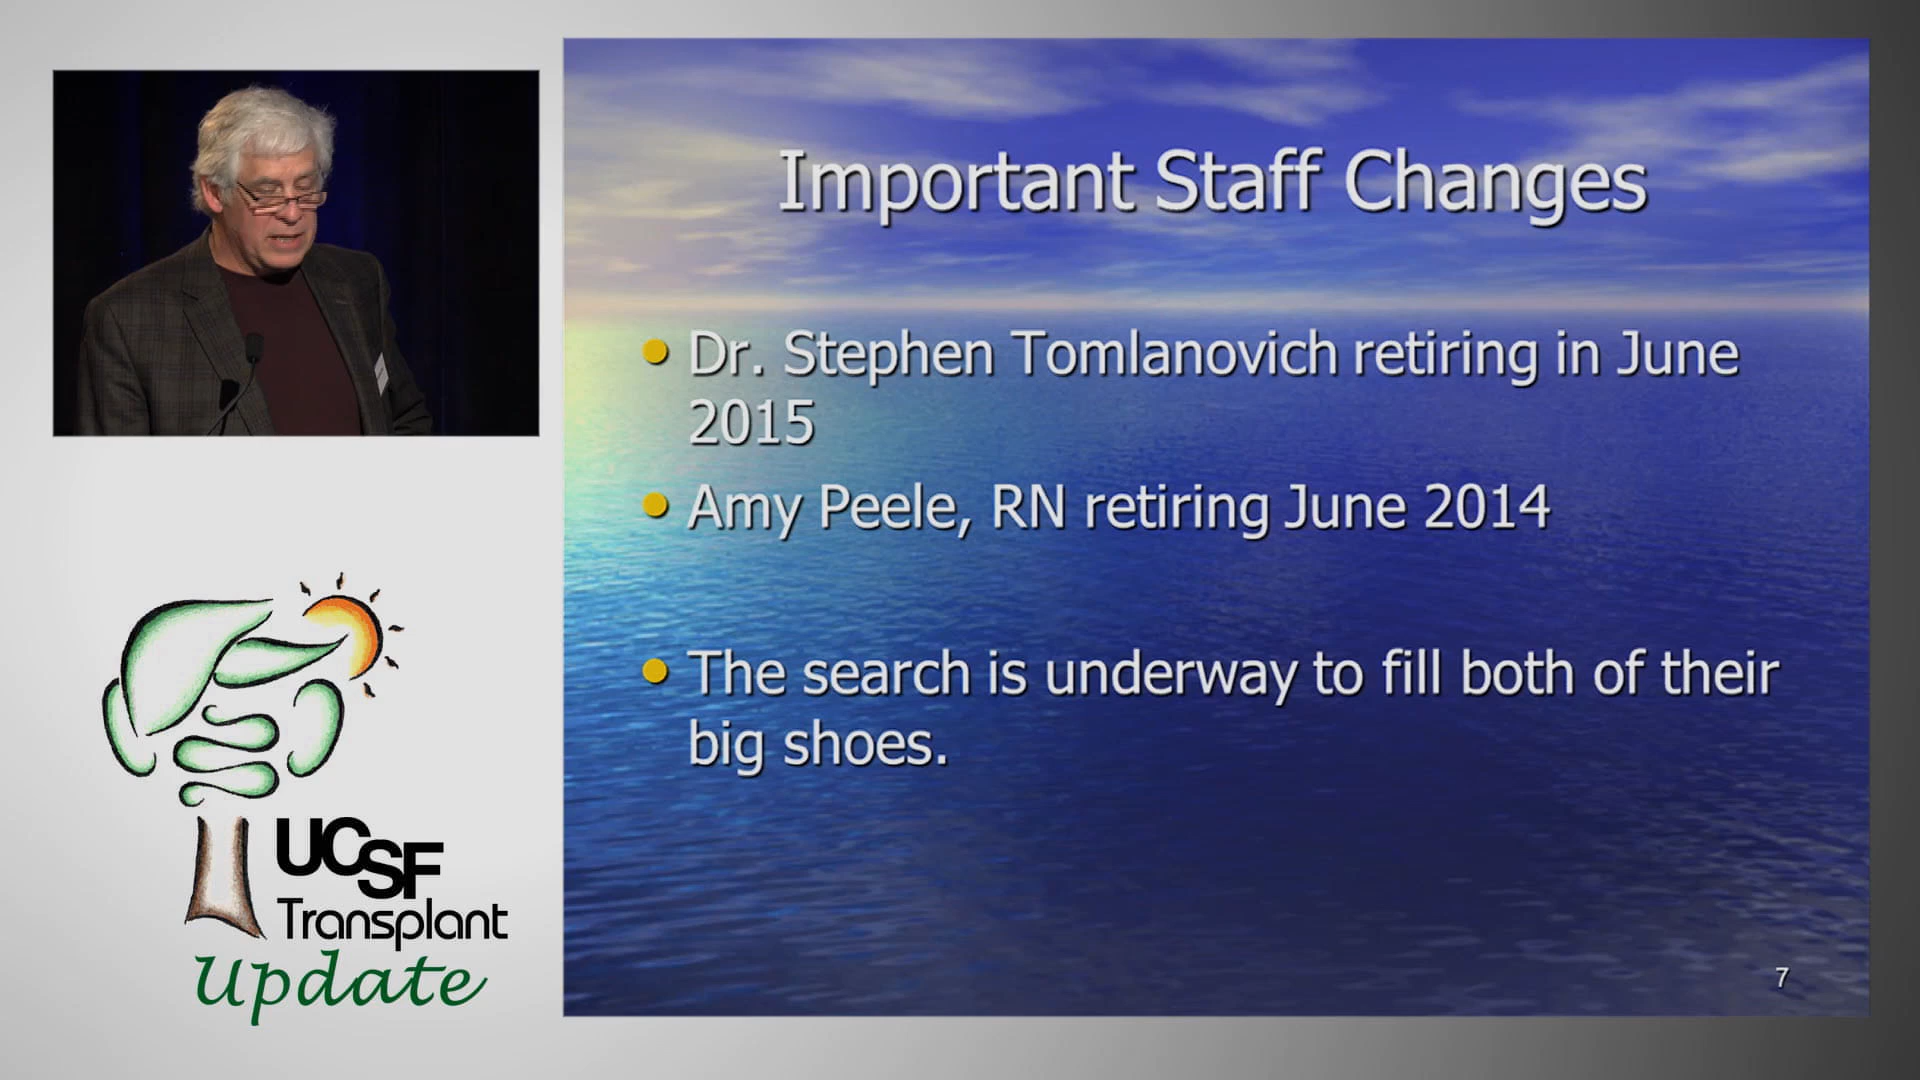 Important Staff Changes
• Dr. Stephen Tomlanovich retiring in June
2015
• Amy Peele, RN retiring June 2014
• The search is underway to fill both of their
big shoes.
7
UCSF
Transplant
Update